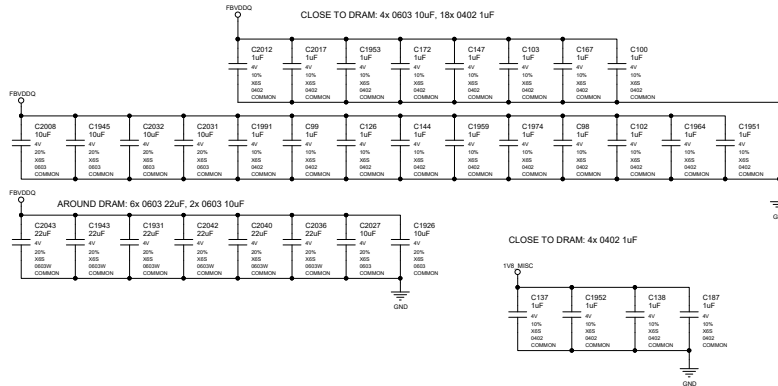 FBVDDQ
CLOSE TO DRAM: 4x 0603 10uF, 18x 0402 1uF
C2012
1uF
4V
10%
X6S
0402
COMMON
C2017
1uF
4V
10%
X6S
0402
COMMON
C1953
1uF
4V
10%
X6S
0402
COMMON
C172
1uF
4V
10%
X6S
0402
COMMON
C147
1uF
4V
10%
X6S
0402
COMMON
C103
1uF
4V
10%
X6S
0402
COMMON
C167
1uF
4V
10%
X6S
0402
COMMON
C100
1uF
4V
10%
X6S
0402
COMMON
FBVDDQ
C2008
10uF
4V
20%
X6S
0603
COMMON
C1945
10uF
4V
20%
X6S
0603
COMMON
C2032
10uF
4V
20%
X6S
0603
COMMON
C2031
10uF
4V
20%
X6S
0603
COMMON
C1991
1uF
4V
10%
X6S
0402
COMMON
C99
1uF
4V
10%
X6S
0402
COMMON
C126
1uF
4V
10%
X6S
0402
COMMON
C144
1uF
4V
10%
X6S
0402
COMMON
C1959
1uF
4V
10%
X6S
0402
COMMON
C1974
1uF
4V
10%
X6S
0402
COMMON
C98
1uF
4V
10%
X6S
0402
COMMON
C102
1uF
4V
10%
X6S
0402
COMMON
C1964
1uF
4V
10%
X6S
0402
COMMON
C1951
1uF
4V
10%
X6S
0402
COMMON
FBVDDQ
AROUND DRAM: 6x 0603 22uF, 2x 0603 10uF
C2043
22uF
4V
20%
X6S
0603W
COMMON
C1943
22uF
4V
20%
X6S
0603W
COMMON
C1931
22uF
4V
20%
X6S
0603W
COMMON
C2042
22uF
4V
20%
X6S
0603W
COMMON
C2040
22uF
4V
20%
X6S
0603W
COMMON
C2036
22uF
4V
20%
X6S
0603W
COMMON
C2027
10uF
4V
20%
X6S
0603
COMMON
C1926
10uF
4V
20%
X6S
0603
COMMON
GND
CLOSE TO DRAM: 4x 0402 1uF
1V8_MISC
C137
1uF
4V
10%
X6S
0402
COMMON
C1952
1uF
4V
10%
X6S
0402
COMMON
C138
1uF
4V
10%
X6S
0402
COMMON
C187
1uF
4V
10%
X6S
0402
COMMON
GND